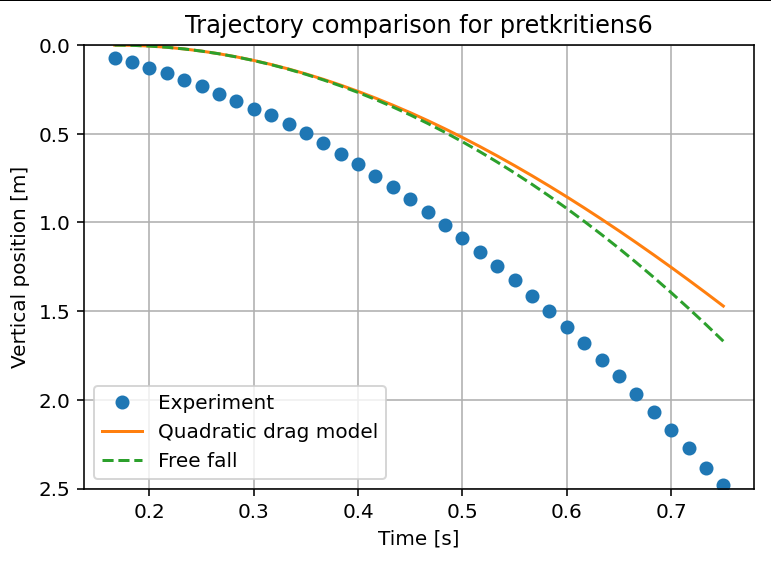 Trajectory comparison for pretkritiens6
0.0
0.5
1.0
1.5
2.0
2.5
Vertical position [m]
Experiment
Quadratic drag model
Free fall
0.2 0.3 0.4 0.5 0.6 0.7
Time [s]